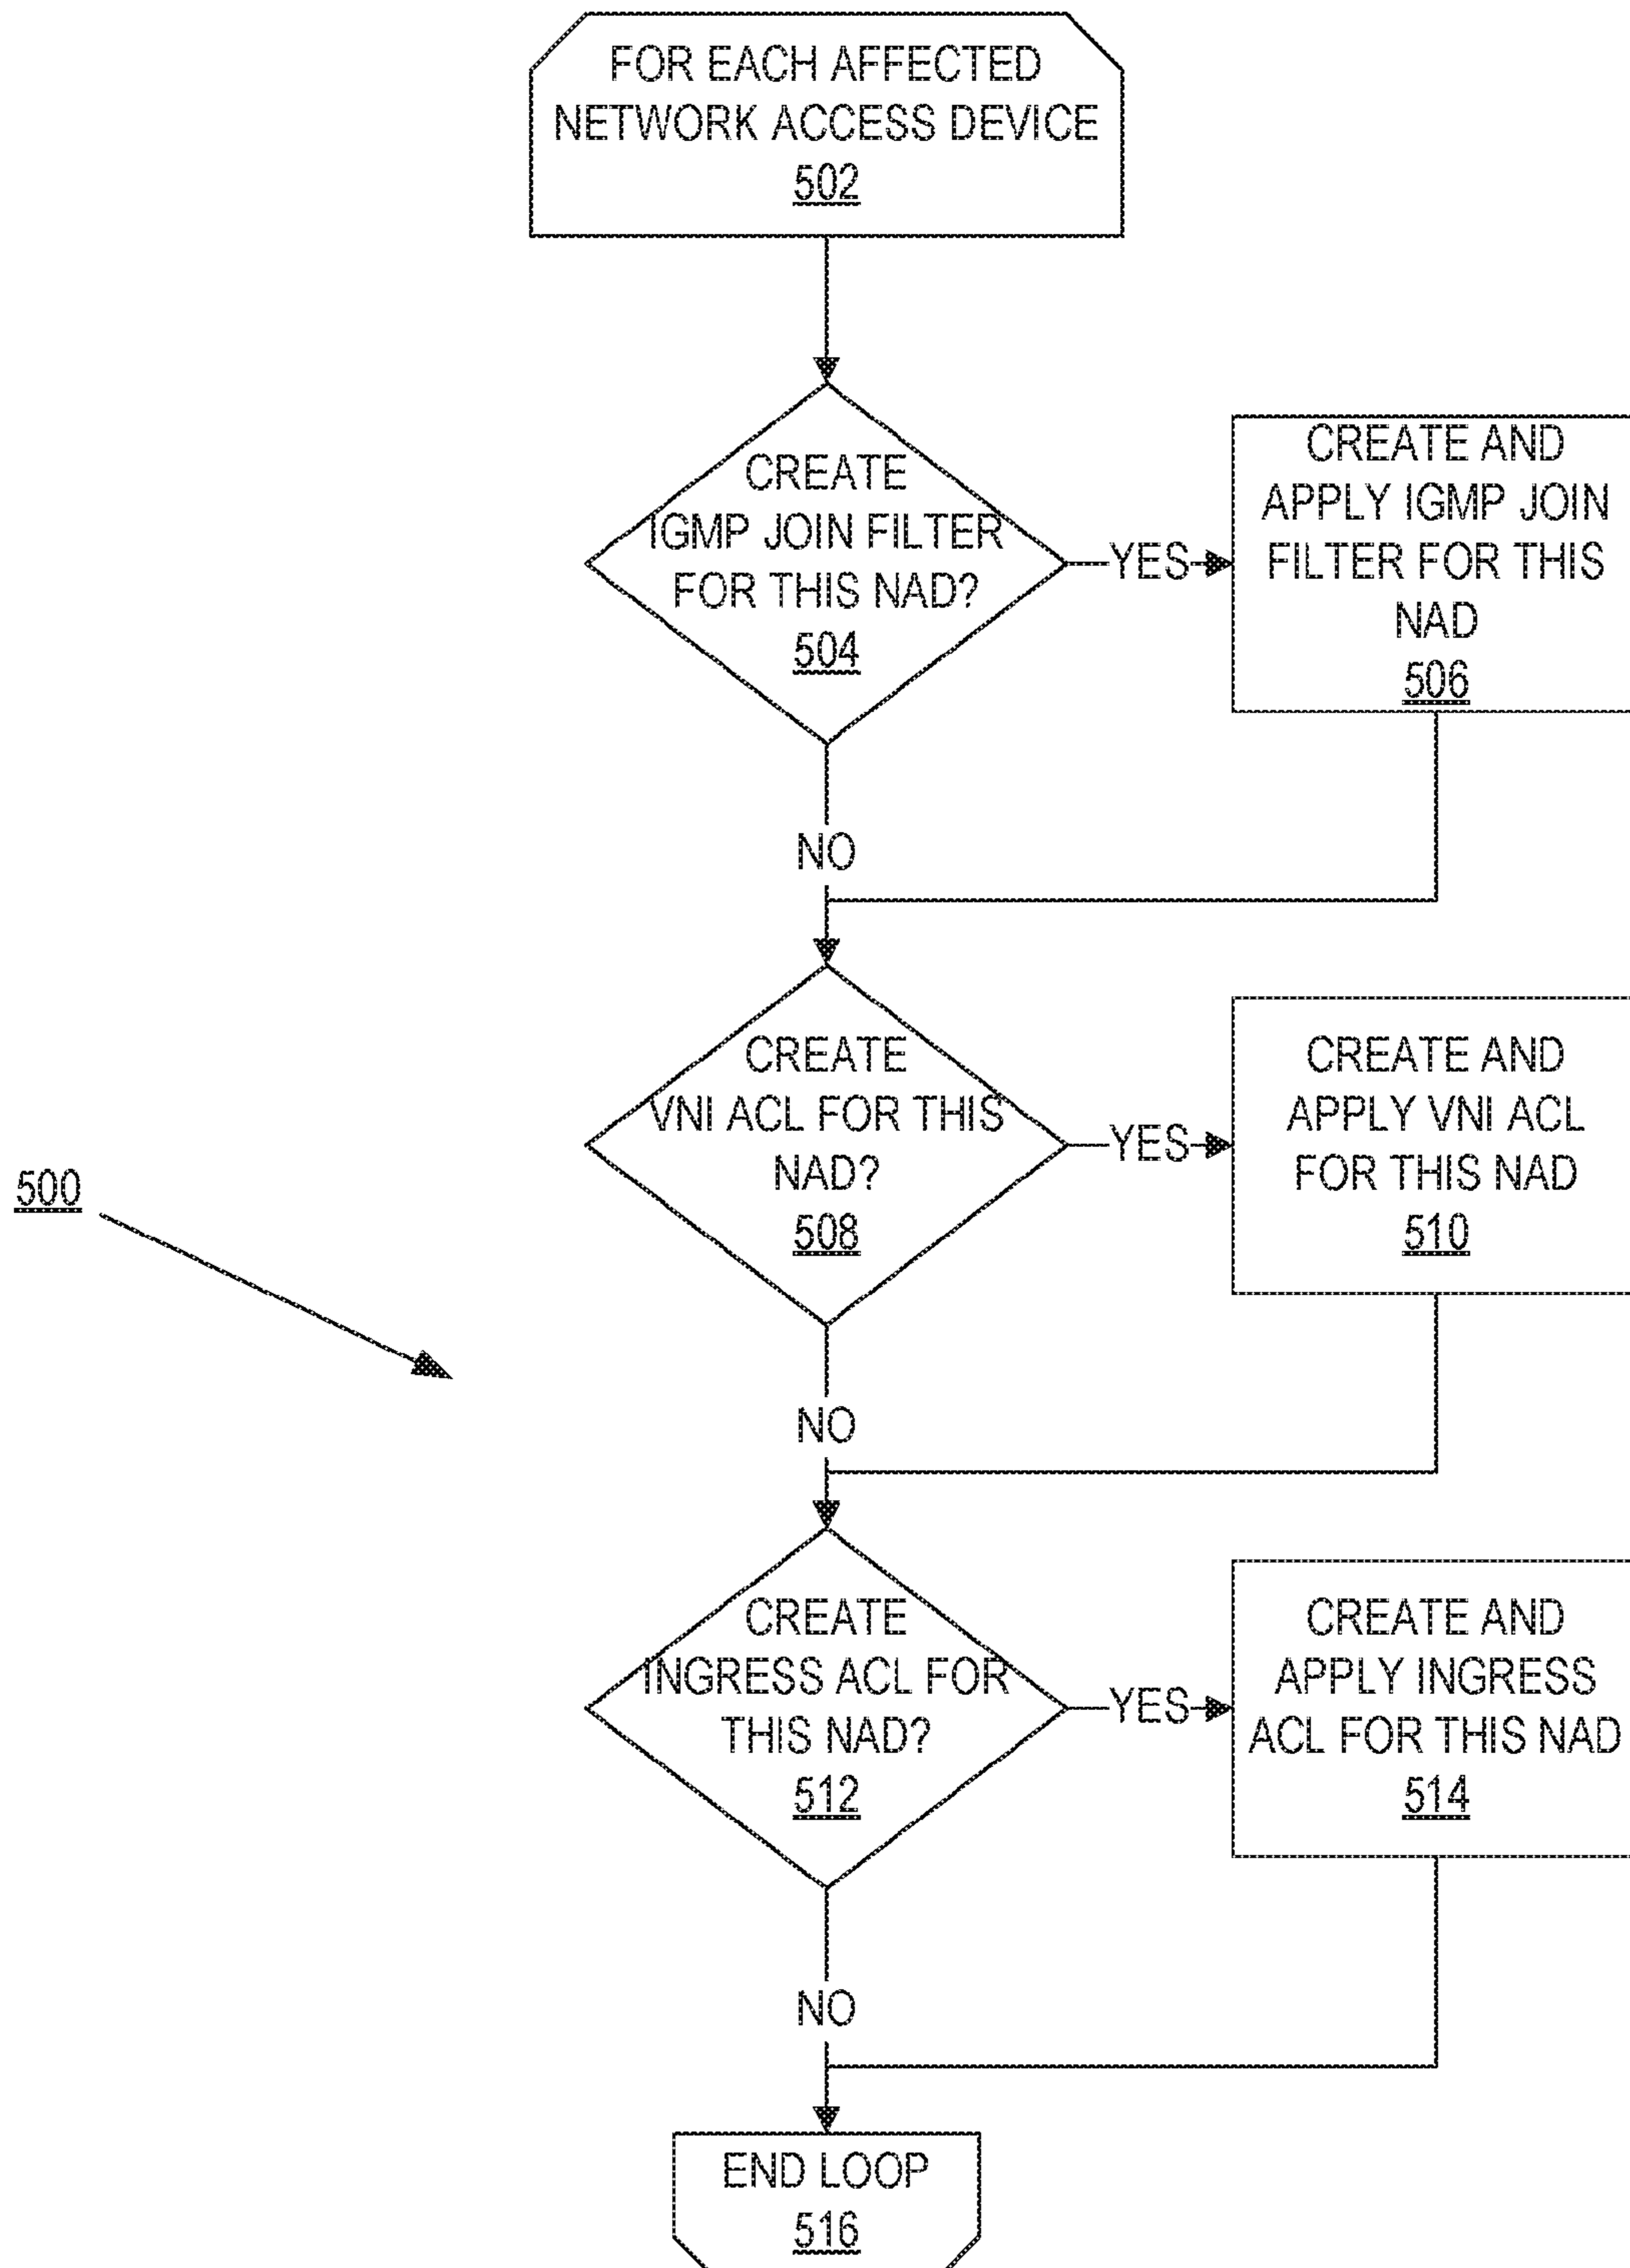 FOR EACH AFFECTED
NETWORK ACCESS DEVICE
502
CREATE
IGMP JOIN FILTER
FOR THIS NAD?
504
YES
CREATE AND
APPLY IGMP JOIN
FILTER FOR THIS
NAD
506
NO
CREATE
VNI ACL FOR THIS
NAD?
508
YES
CREATE AND
APPLY VNI ACL
FOR THIS NAD
510
500
NO
CREATE
INGRESS ACL FOR
THIS NAD?
512
YES
CREATE AND
APPLY INGRESS
ACL FOR THIS NAD
514
NO
END LOOP
516